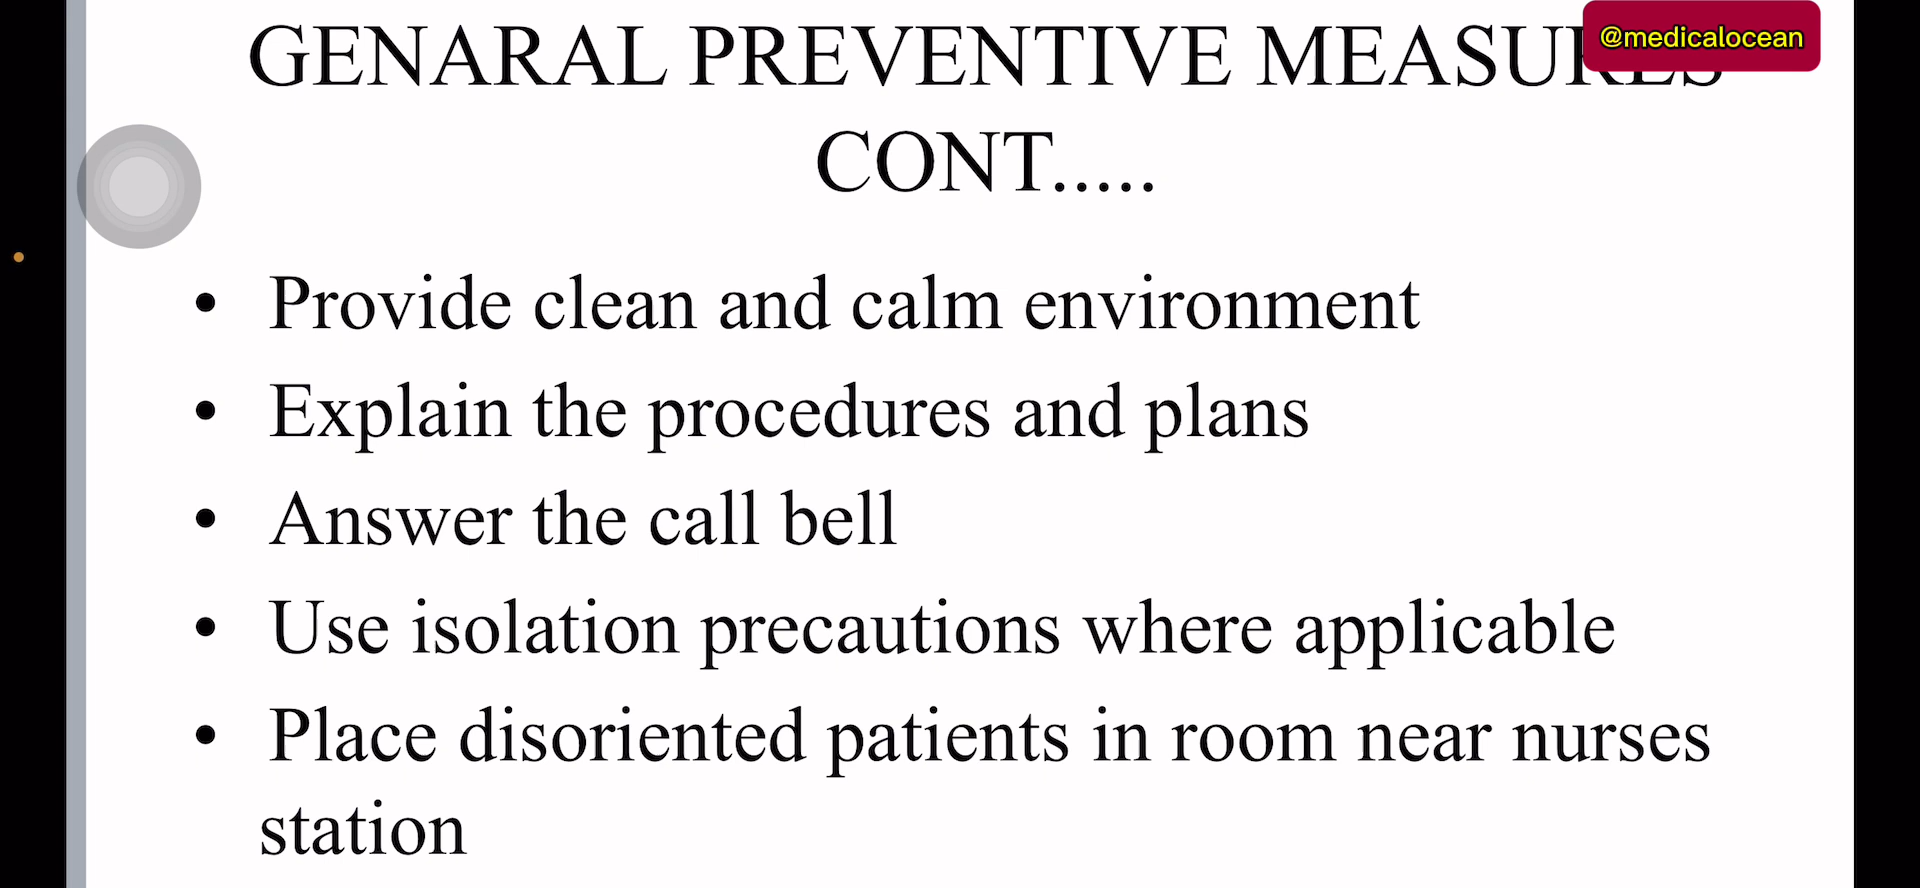 GENARAL PREVENTIVE MEASURES
@medicalocean
CONT.....
• Provide clean and calm environment
• Explain the procedures and plans
• Answer the call bell
• Use isolation precautions where applicable
• Place disoriented patients in room near nurses
station